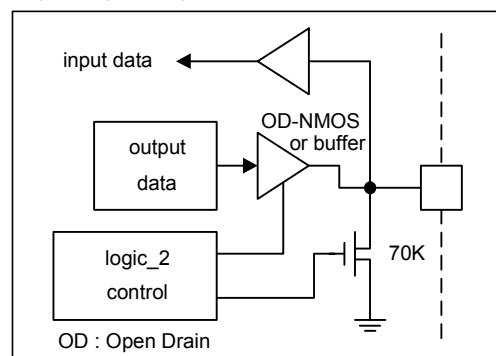 input data
OD-NMOS
or buffer
output
data
logic_2
control
70K
OD : Open Drain